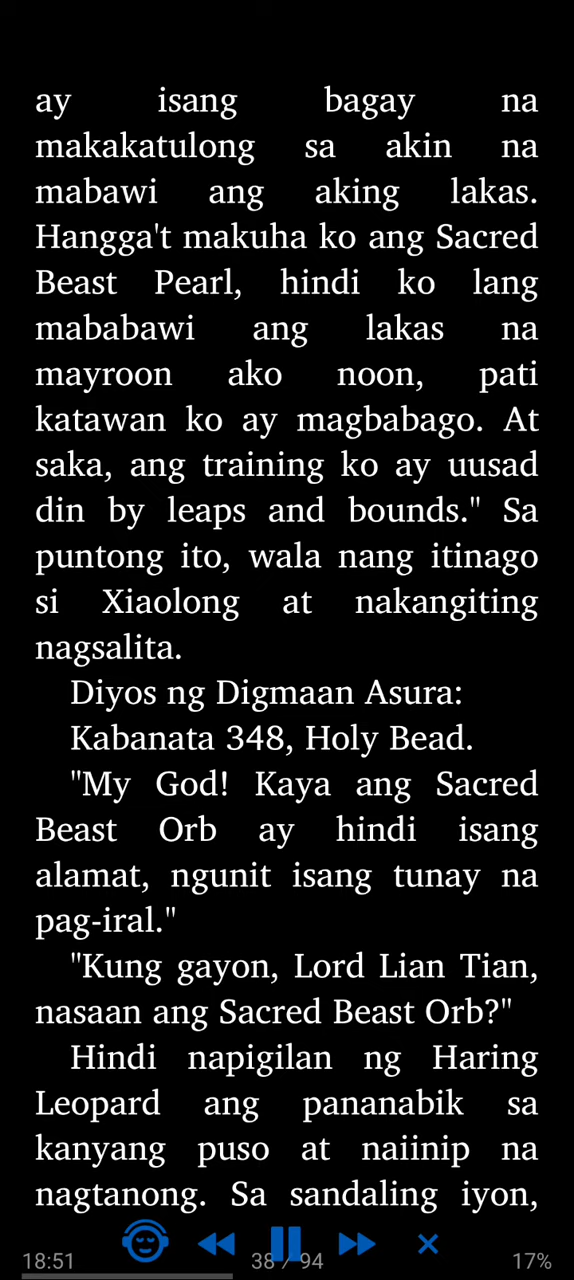 ay isang bagay na
makakatulong sa akin na
mabawi ang aking lakas.
Hangga't makuha ko ang Sacred
Beast Pearl, hindi ko lang
mababawi ang lakas na
mayroon ako noon, pati
katawan ko ay magbabago. At
saka, ang training ko ay uusad
din by leaps and bounds." Sa
puntong ito, wala nang itinago
si Xiaolong at nakangiting
nagsalita.
Diyos ng Digmaan Asura:
Kabanata 348, Holy Bead.
"My God! Kaya ang Sacred
Beast Orb ay hindi isang
alamat, ngunit isang tunay na
pag-iral."
"Kung gayon, Lord Lian Tian,
nasaan ang Sacred Beast Orb?"
Hindi napigilan ng Haring
Leopard ang pananabik sa
kanyang puso at naiinip na
nagtanong. Sa sandaling iyon,
18:51 38 / 94 17%